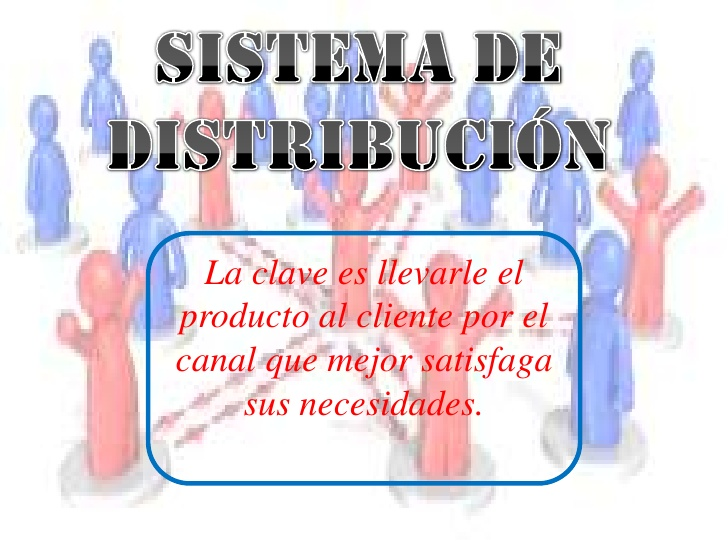 SISTEMA DE
DISTRIBUCIÓN
La clave es llevarle el
producto al cliente por el
canal que mejor satisfaga
sus necesidades.